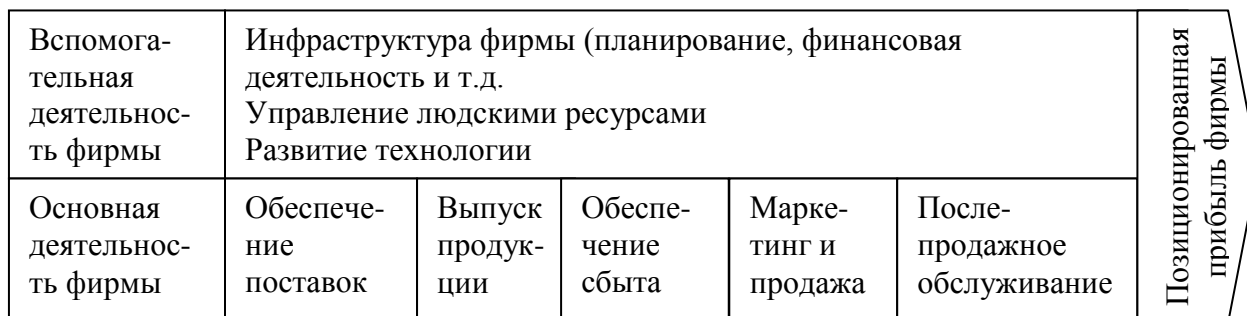 Вспомога-
тельная
деятельнос-
ть фирмы
Инфраструктура фирмы (планирование, финансовая
деятельность и т.д.
Управление людскими ресурсами
Развитие технологии
Основная
деятельнос-
ть фирмы
Обеспече-
ние
поставок
Выпуск
продук-
ции
Обеспе-
чение
сбыта
Марке-
тинг и
продажа
После-
продажное
обслуживание
Позиционированная
прибыль фирмы